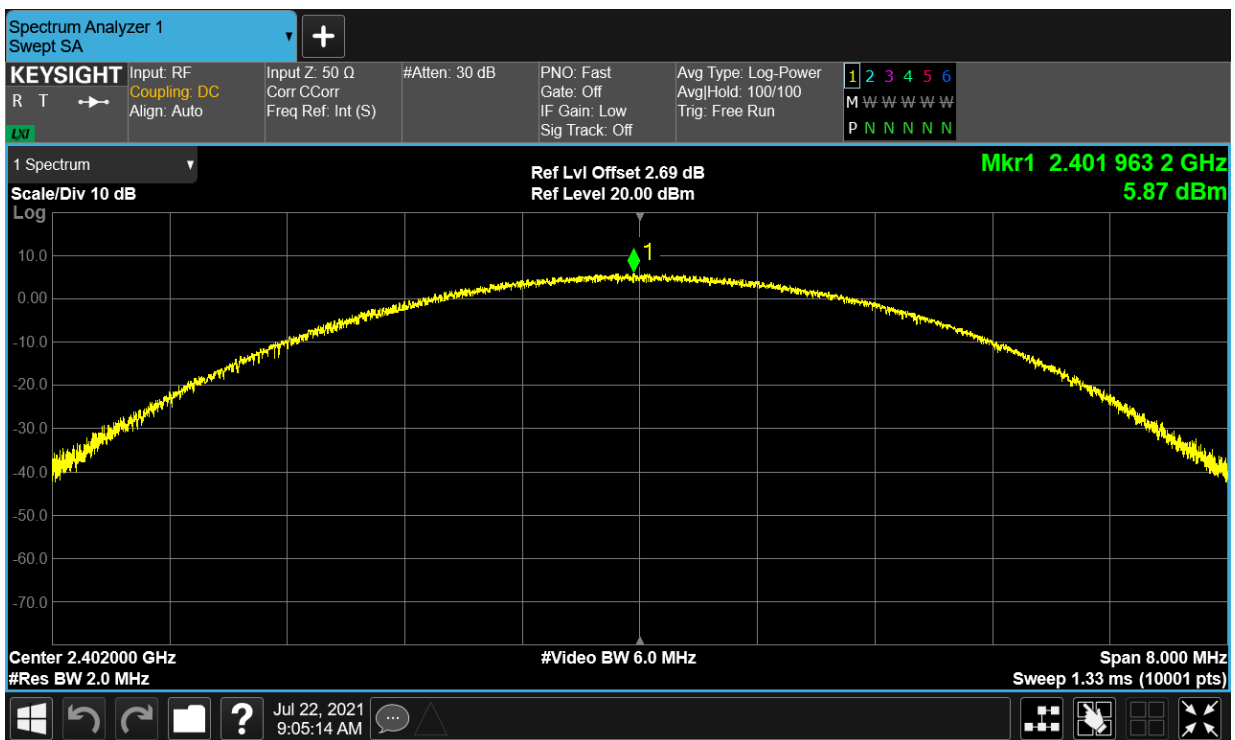 Spectrum Analyzer 1
Swept SA
KEYSIGHT
R T
LXI
Input: RF
Coupling: DC
Align: Auto
Input Z: 50 Ω
Corr CCorr
Freq Ref: Int (S)
#Atten: 30 dB
PNO: Fast
Gate: Off
IF Gain: Low
Sig Track: Off
Avg Type: Log-Power
Avg|Hold: 100/100
Trig: Free Run
1 2 3 4 5 6
M W W W W W
P N N N N N
1 Spectrum
Scale/Div 10 dB
Log
Ref Lvl Offset 2.69 dB
Ref Level 20.00 dBm
Mkr1 2.401 963 2 GHz
5.87 dBm
1
10.0
0.00
-10.0
-20.0
-30.0
-40.0
-50.0
-60.0
-70.0
Center 2.402000 GHz
#Res BW 2.0 MHz
#Video BW 6.0 MHz
Span 8.000 MHz
Sweep 1.33 ms (10001 pts)
Jul 22, 2021
9:05:14 AM